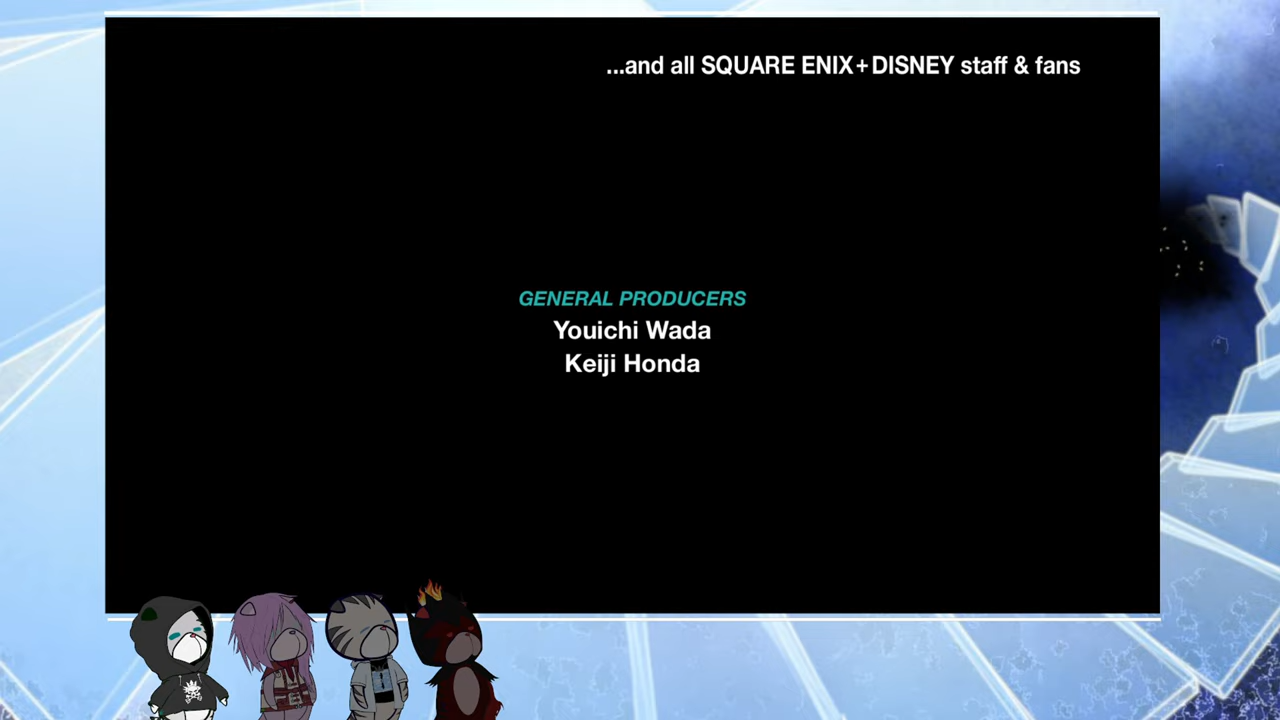 ...and all SQUARE ENIX+DISNEY staff & fans
GENERAL PRODUCERS
Youichi Wada
Keiji Honda